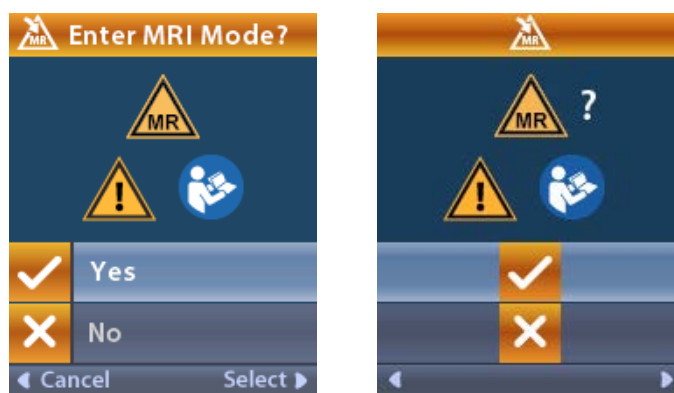 MR Enter MRI Mode?
MR
!
Yes
No
Cancel Select
MR
MR ?
!